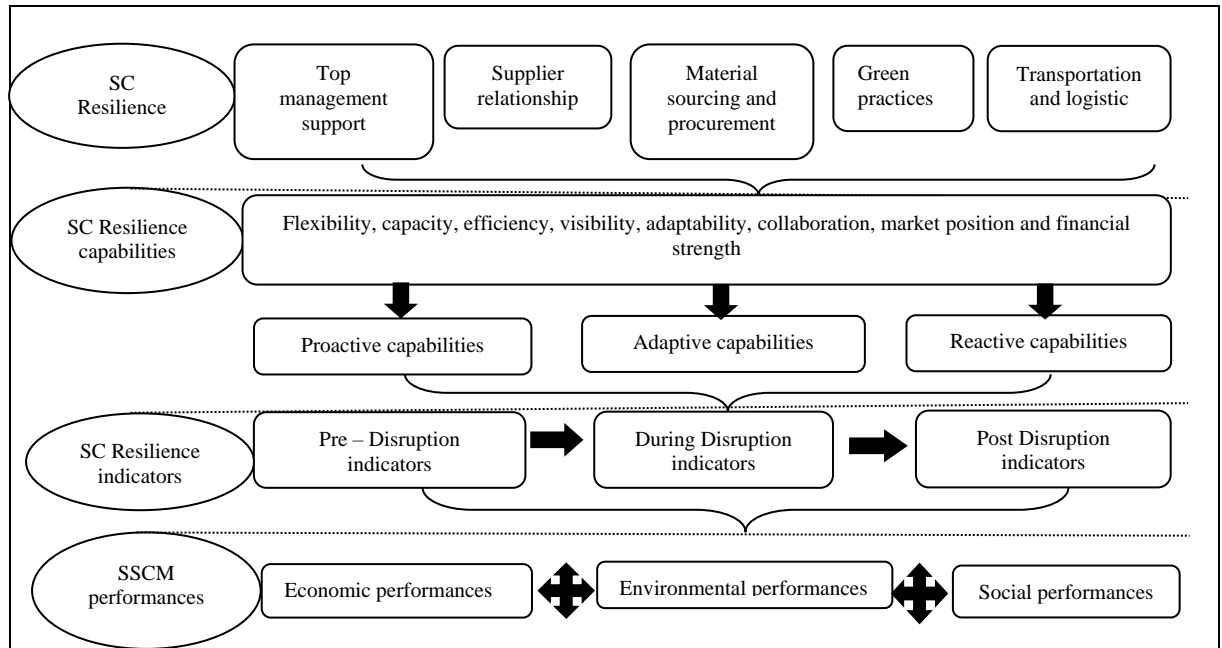 SC
Resilience
Top
management
support
Supplier
relationship
Material
sourcing and
procurement
Green
practices
Transportation
and logistic
SC Resilience
capabilities
Flexibility, capacity, efficiency, visibility, adaptability, collaboration, market position and financial
strength
Proactive capabilities
Adaptive capabilities
Reactive capabilities
SC Resilience
indicators
Pre – Disruption
indicators
During Disruption
indicators
Post Disruption
indicators
SSCM
performances
Economic performances
Environmental performances
Social performances